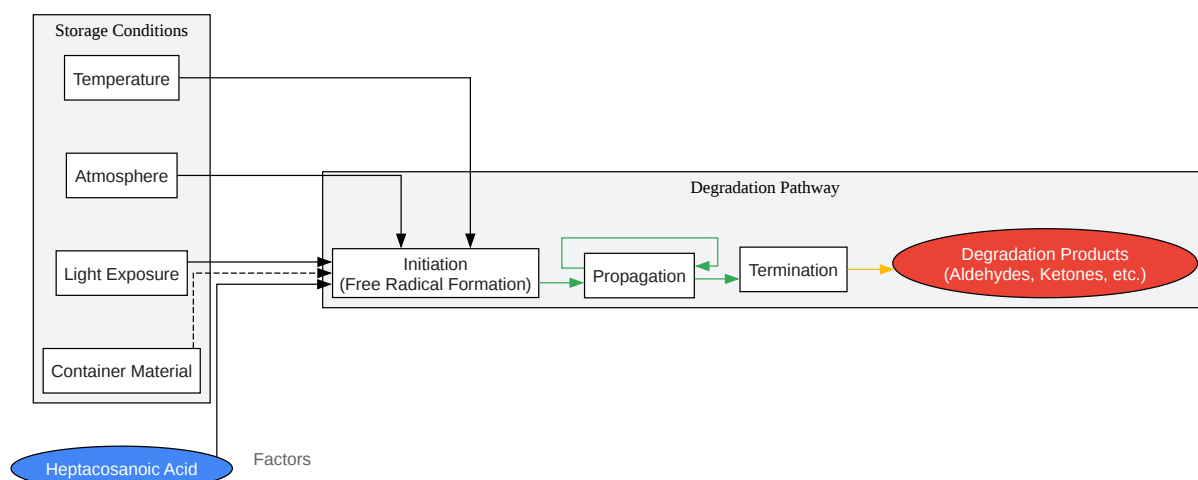 Storage Conditions
Temperature
Atmosphere
Light Exposure
Container Material
Heptacosanoic Acid
Factors
Degradation Pathway
Initiation
(Free Radical Formation)
Propagation
Termination
Degradation Products
(Aldehydes, Ketones, etc.)